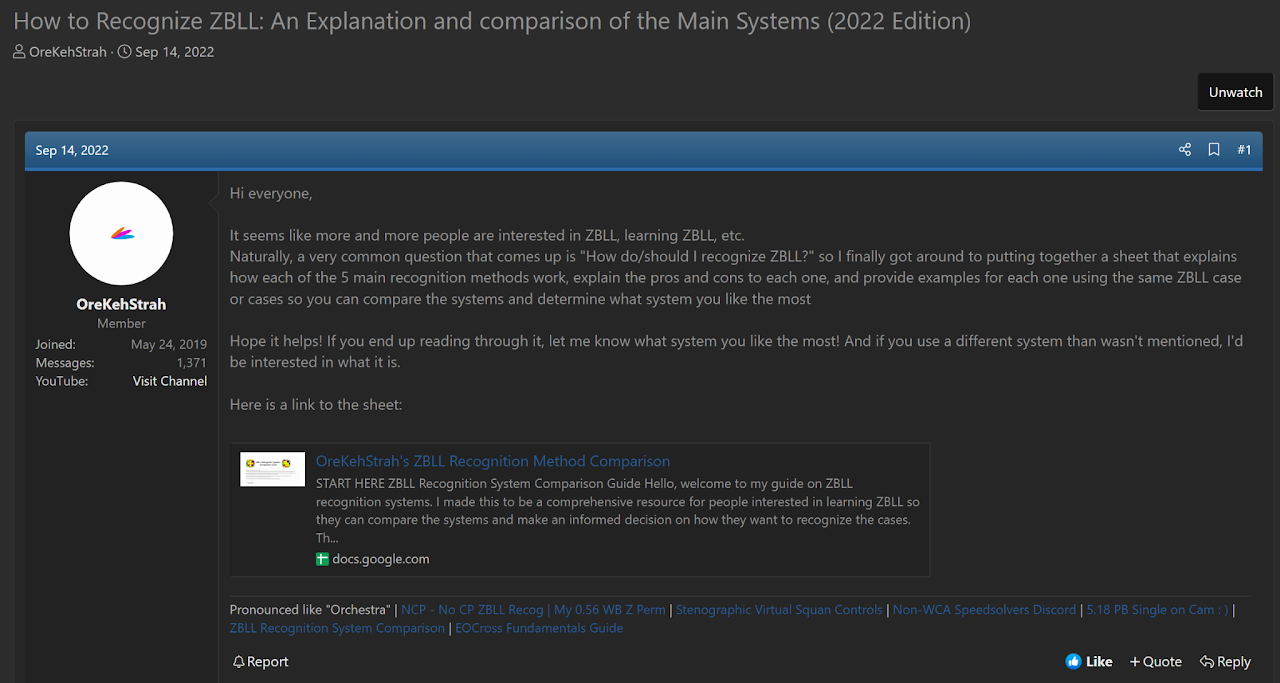 How to Recognize ZBLL: An Explanation and comparison of the Main Systems (2022 Edition)
OreKehStrah · Sep 14, 2022
Unwatch
Sep 14, 2022
#1
OreKehStrah
Member
Joined: May 24, 2019
Messages: 1,371
YouTube: Visit Channel
Hi everyone,
It seems like more and more people are interested in ZBLL, learning ZBLL, etc.
Naturally, a very common question that comes up is "How do/should I recognize ZBLL?" so I finally got around to putting together a sheet that explains
how each of the 5 main recognition methods work, explain the pros and cons to each one, and provide examples for each one using the same ZBLL case
or cases so you can compare the systems and determine what system you like the most
Hope it helps! If you end up reading through it, let me know what system you like the most! And if you use a different system than wasn't mentioned, I'd
be interested in what it is.
Here is a link to the sheet:
OreKehStrah's ZBLL Recognition Method Comparison
START HERE ZBLL Recognition System Comparison Guide Hello, welcome to my guide on ZBLL
recognition systems. I made this to be a comprehensive resource for people interested in learning ZBLL so
they can compare the systems and make an informed decision on how they want to recognize the cases.
Th...
docs.google.com
Pronounced like "Orchestra" | NCP - No CP ZBLL Recog | My 0.56 WB Z Perm | Stenographic Virtual Squan Controls | Non-WCA Speedsolvers Discord | 5.18 PB Single on Cam : ) |
ZBLL Recognition System Comparison | EOCross Fundamentals Guide
Report
Like
+ Quote
Reply